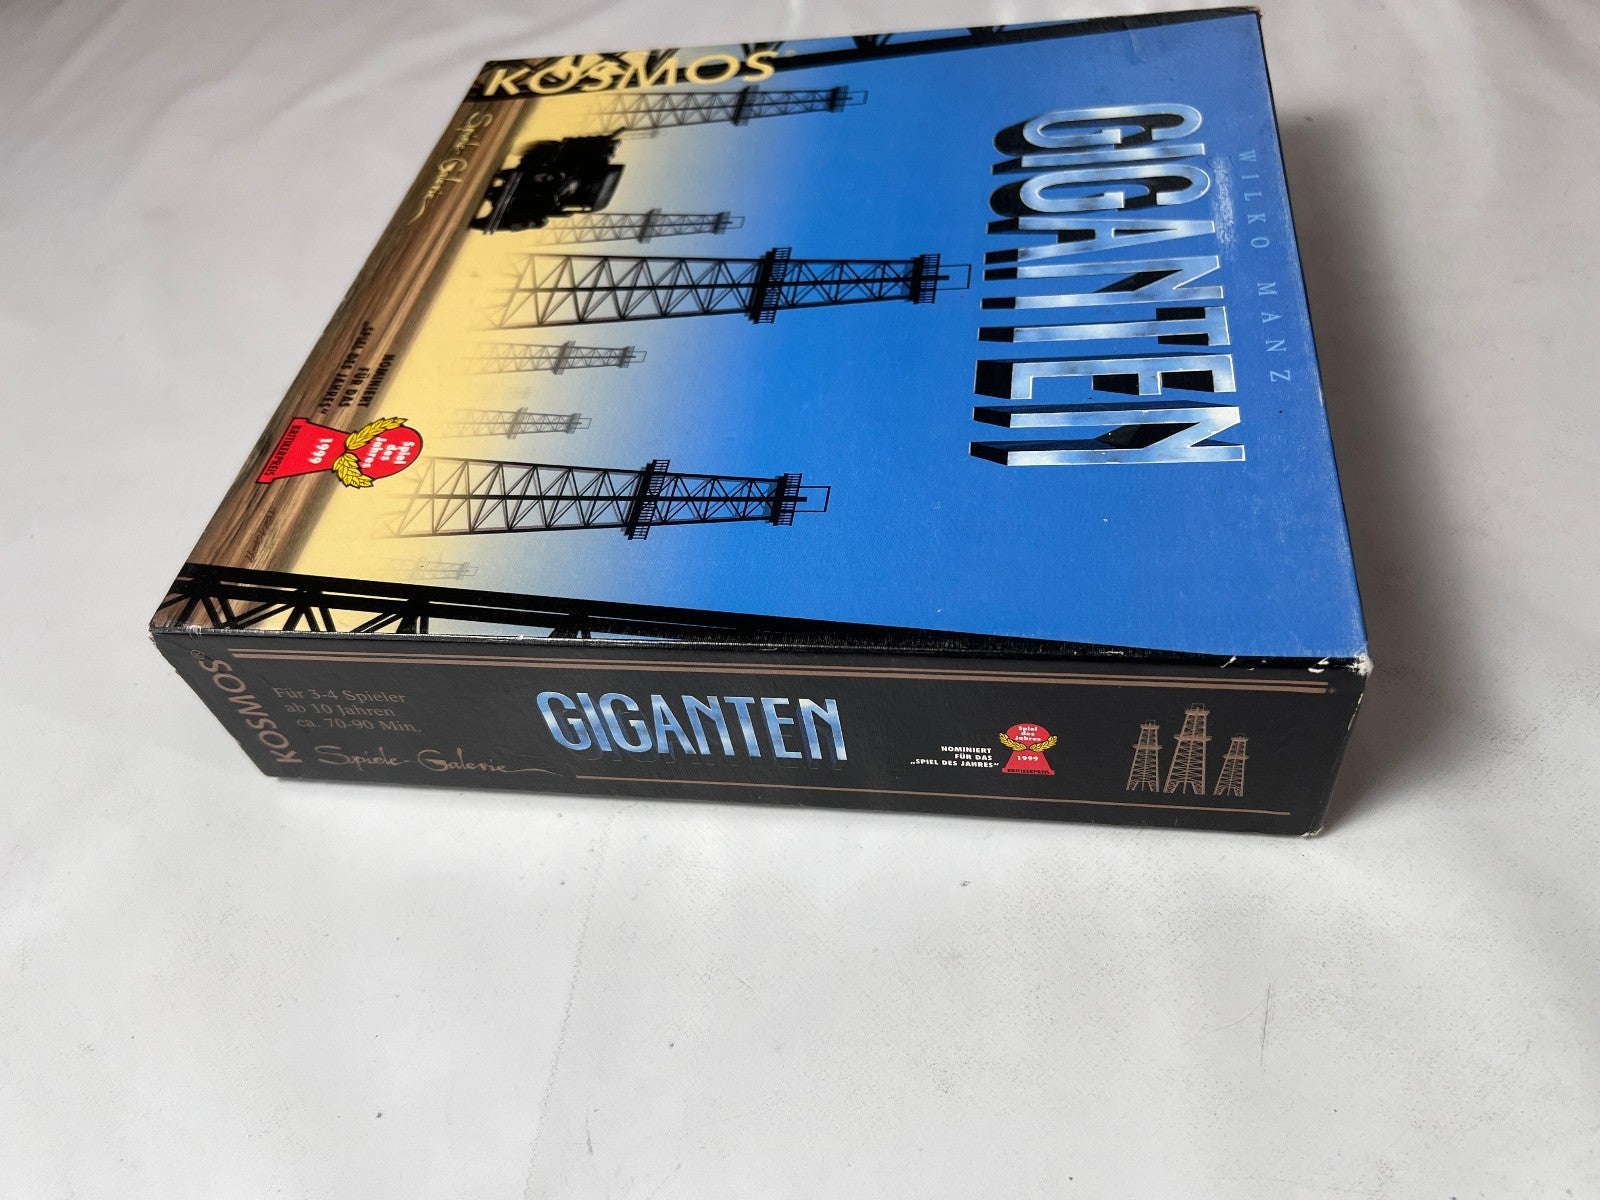 WILKO MANZ
GIGANTEN
KOSMOS®
Spiele-Galerie
NOMINIERT
FÜR DAS
„SPIEL DES JAHRES"
Spiel
des
Jahres
1999
KRITIKERPREIS
KOSMOS®
Für 3-4 Spieler
ab 10 Jahren
ca. 70-90 Min.
Spiele-Galerie
GIGANTEN
NOMINIERT
FÜR DAS
„SPIEL DES JAHRES"
Spiel
des
Jahres
1999
KRITIKERPREIS